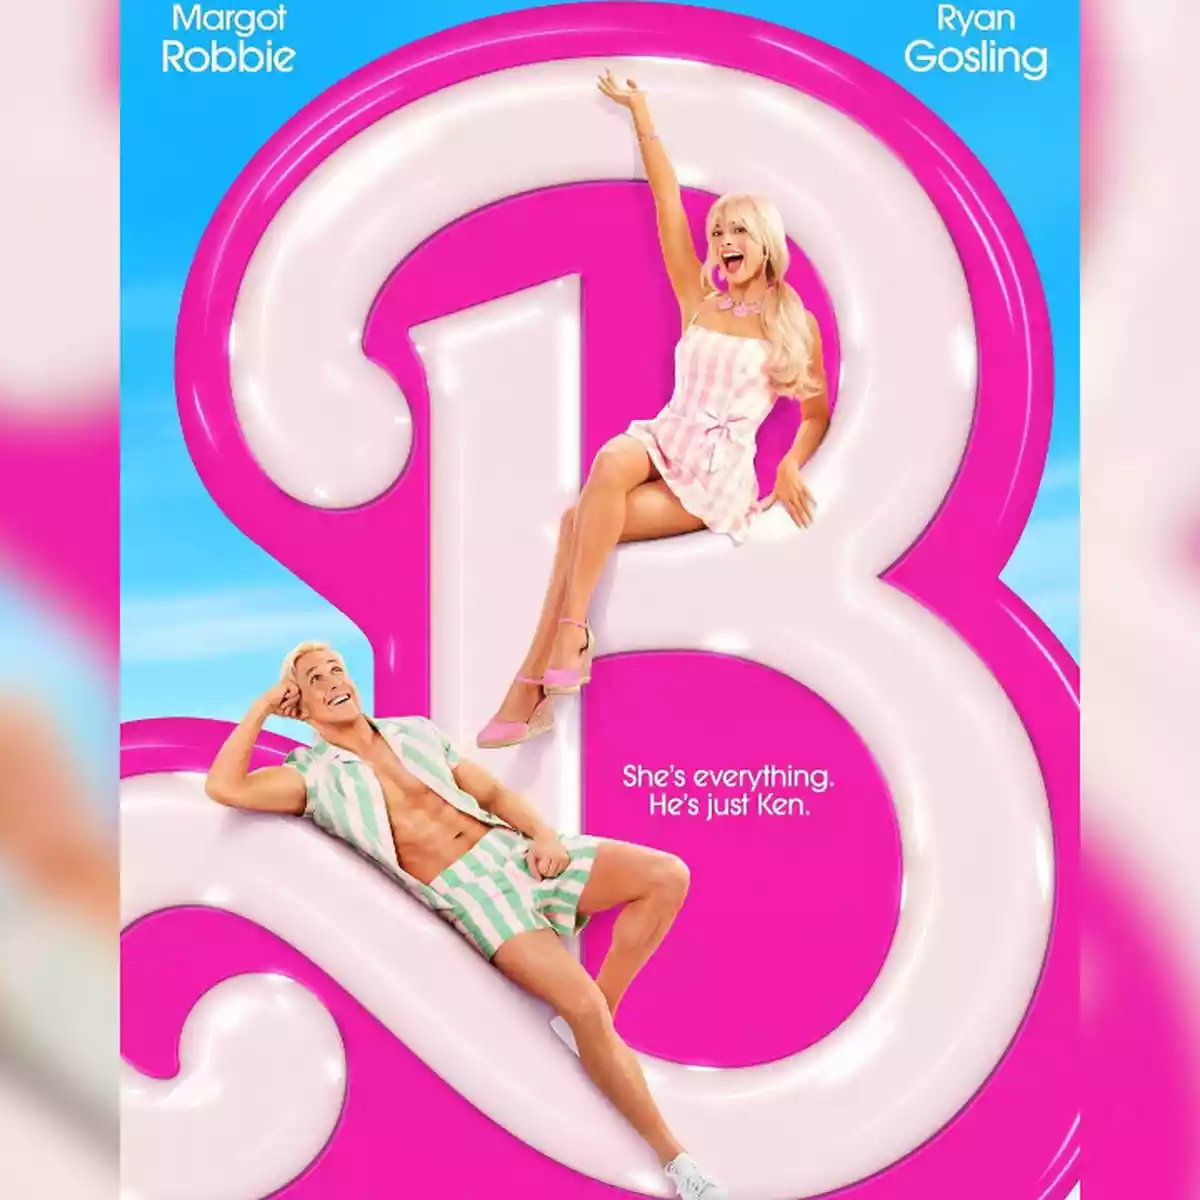 Margot
Robbie
Ryan
Gosling
B
She's everything.
He's just Ken.